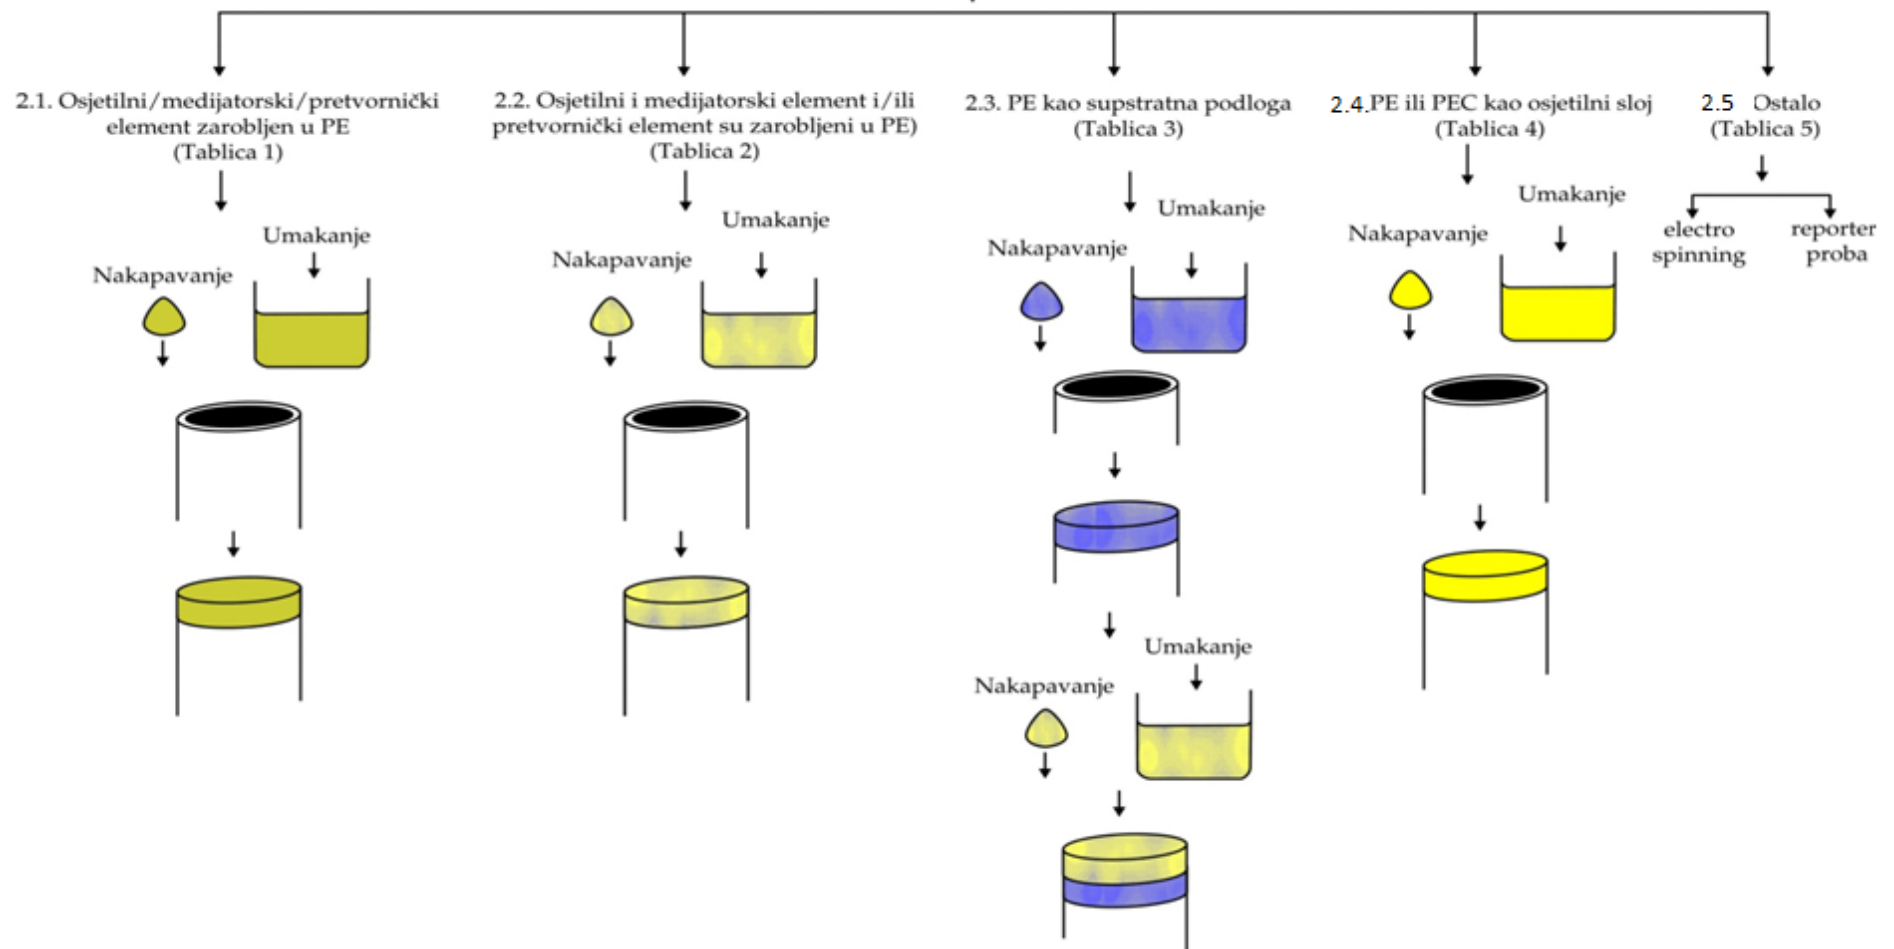 2.1. Osjetilni/medijatorski/pretvornički
element zarobljen u PE
(Tablica 1)
Umakanje
Nakapavanje
2.2. Osjetilni i medijatorski element i/ili
pretvornički element su zarobljeni u PE)
(Tablica 2)
Umakanje
Nakapavanje
2.3. PE kao supstratna podloga
(Tablica 3)
Umakanje
Nakapavanje
Umakanje
Nakapavanje
2.4.PE ili PEC kao osjetilni sloj
(Tablica 4)
Umakanje
Nakapavanje
2.5 Ostalo
(Tablica 5)
electro
spinning
reporter
proba